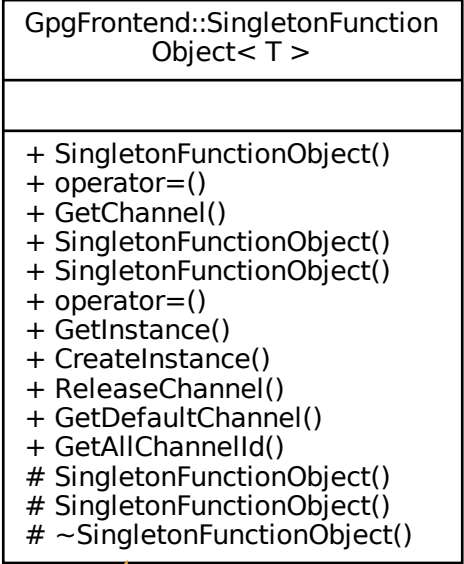 GpgFrontend::SingletonFunction
Object< T >
+ SingletonFunctionObject()
+ operator=()
+ GetChannel()
+ SingletonFunctionObject()
+ SingletonFunctionObject()
+ operator=()
+ GetInstance()
+ CreateInstance()
+ ReleaseChannel()
+ GetDefaultChannel()
+ GetAllChannelId()
# SingletonFunctionObject()
# SingletonFunctionObject()
# ~SingletonFunctionObject()